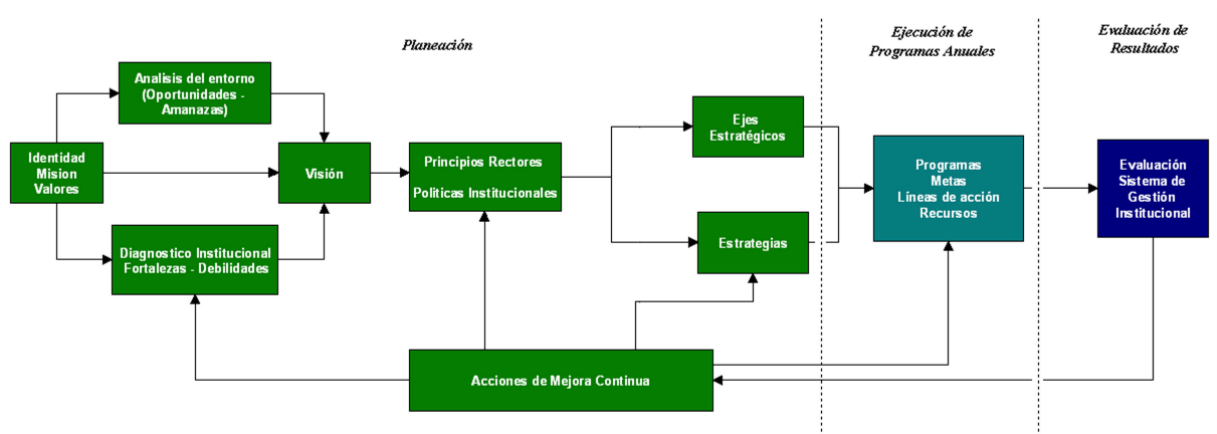 Planeación
Ejecución de
Programas Anuales
Evaluación de
Resultados
Analisis del entorno
(Oportunidades -
Amanazas)
Identidad
Mision
Valores
Visión
Diagnostico Institucional
Fortalezas - Debilidades
Principios Rectores
Politicas Institucionales
Ejes
Estratégicos
Estrategias
Programas
Metas
Líneas de acción
Recursos
Evaluación
Sistema de
Gestión
Institucional
Acciones de Mejora Continua